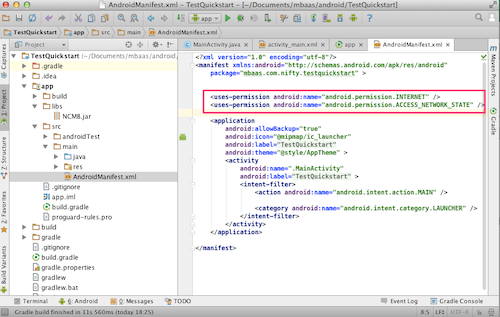 AndroidManifest.xml - TestQuickstart - [~/Documents/mbaas/android/TestQuickstart]
app
TestQuickstart
app
src
main
AndroidManifest.xml
Project
MainActivity.java
activity_main.xml
app
AndroidManifest.xml
Captures
1: Project
7: Structure
2: Favorites
Build Variants
TestQuickstart (~/Documents/mbaas/android
.gradle
.idea
app
build
libs
NCMB.jar
src
androidTest
main
java
res
AndroidManifest.xml
.gitignore
app.iml
build.gradle
proguard-rules.pro
build
gradle
.gitignore
build.gradle
gradle.properties
gradlew
gradlew.bat
<?xml version="1.0" encoding="utf-8"?>
<manifest xmlns:android="http://schemas.android.com/apk/res/android"
package="mbaas.com.nifty.testquickstart" >
<uses-permission android:name="android.permission.INTERNET" />
<uses-permission android:name="android.permission.ACCESS_NETWORK_STATE" />
<application
android:allowBackup="true"
android:icon="@mipmap/ic_launcher"
android:label="TestQuickstart"
android:theme="@style/AppTheme" >
<activity
android:name=".MainActivity"
android:label="TestQuickstart" >
<intent-filter>
<action android:name="android.intent.action.MAIN" />
<category android:name="android.intent.category.LAUNCHER" />
</intent-filter>
</activity>
</application>
</manifest>
Maven Projects
Gradle
Terminal
6: Android
0: Messages
TODO
Event Log
Gradle Console
Gradle build finished in 11s 560ms (today 18:25)
8:5
LF
UTF-8